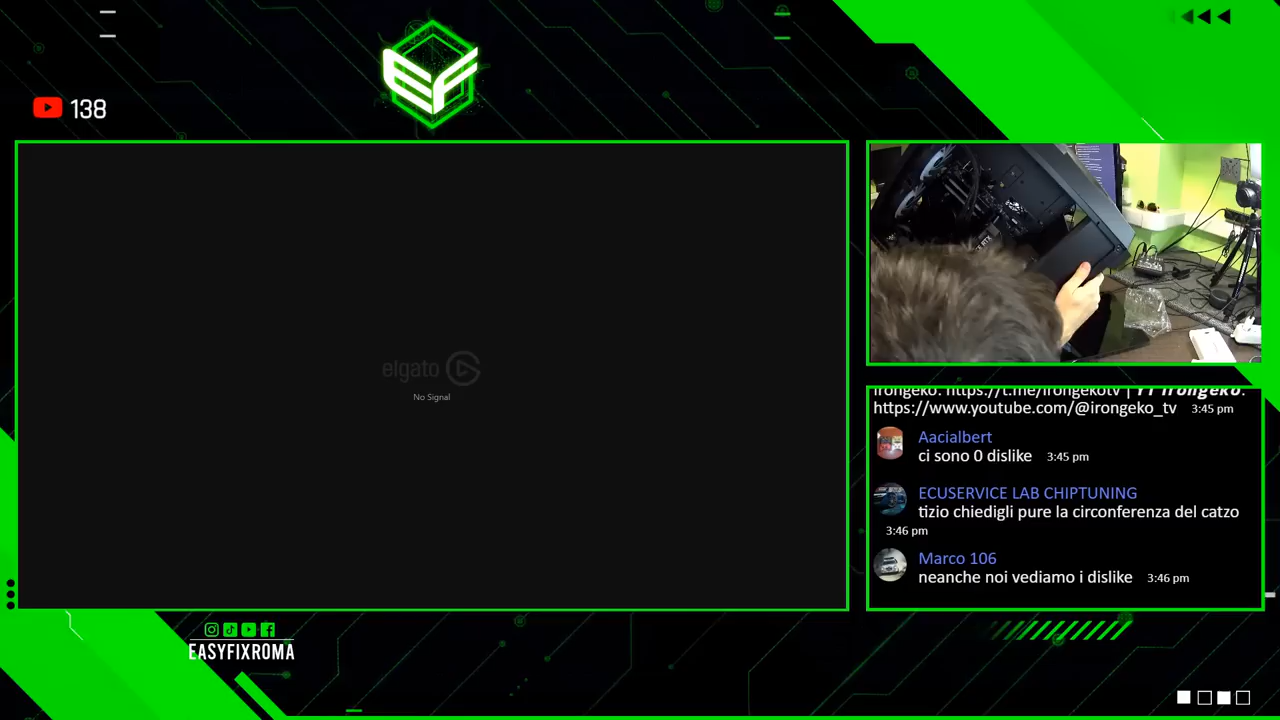 EF
138
elgato
No Signal
RTX
irongeko: https://t.me/irongekotv | YT irongeko:
https://www.youtube.com/@irongeko_tv 3:45 pm
Aacialbert
ci sono 0 dislike 3:45 pm
ECUSERVICE LAB CHIPTUNING
tizio chiedigli pure la circonferenza del catzo
3:46 pm
Marco 106
neanche noi vediamo i dislike 3:46 pm
EASYFIXROMA